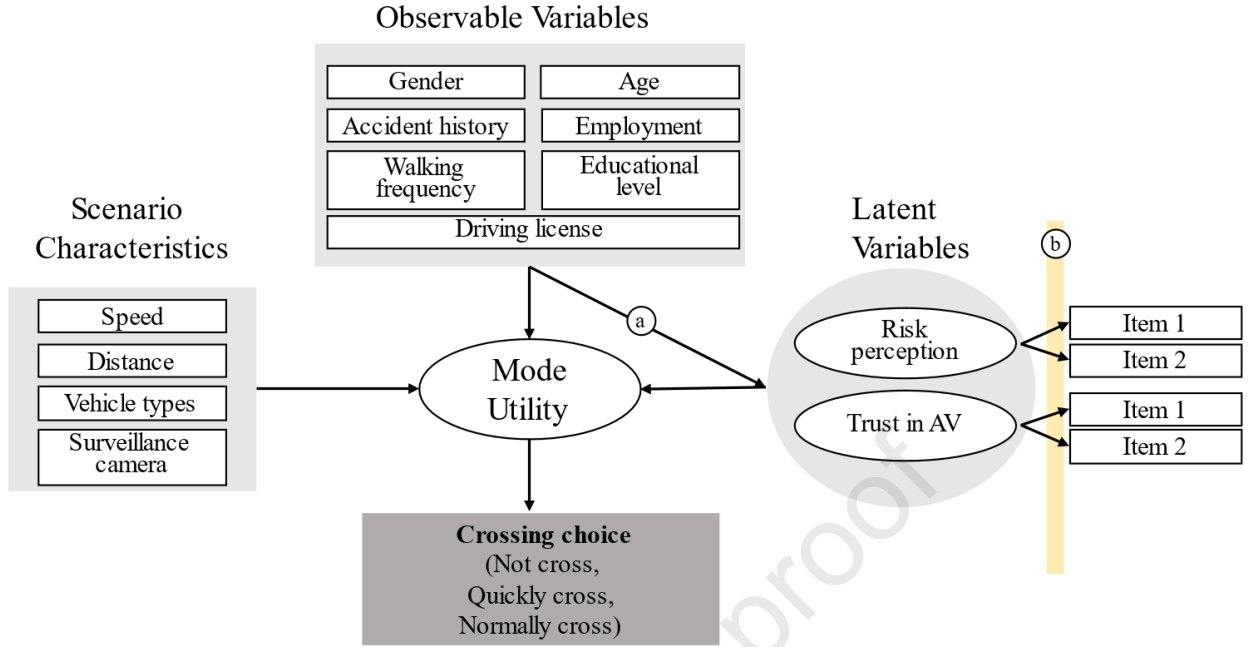 Observable Variables
Gender
Age
Accident history
Employment
Walking
frequency
Educational
level
Driving license
Scenario
Characteristics
Speed
Distance
Vehicle types
Surveillance
camera
Mode
Utility
Latent
Variables
a
b
Risk
perception
Trust in AV
Item 1
Item 2
Item 1
Item 2
Crossing choice
(Not cross,
Quickly cross,
Normally cross)
proof